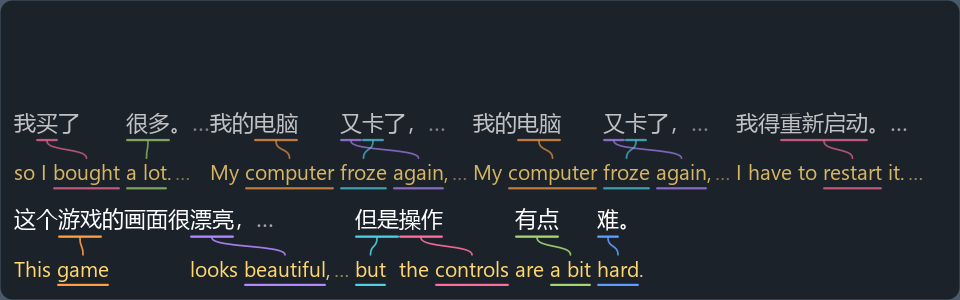 我买了 很多。…我的电脑 又卡了，… 我的电脑 又卡了，… 我得重新启动。…
so I bought a lot. … My computer froze again, … My computer froze again, … I have to restart it. …
这个游戏的画面很漂亮，… 但是操作 有点 难。
This game looks beautiful, … but the controls are a bit hard.